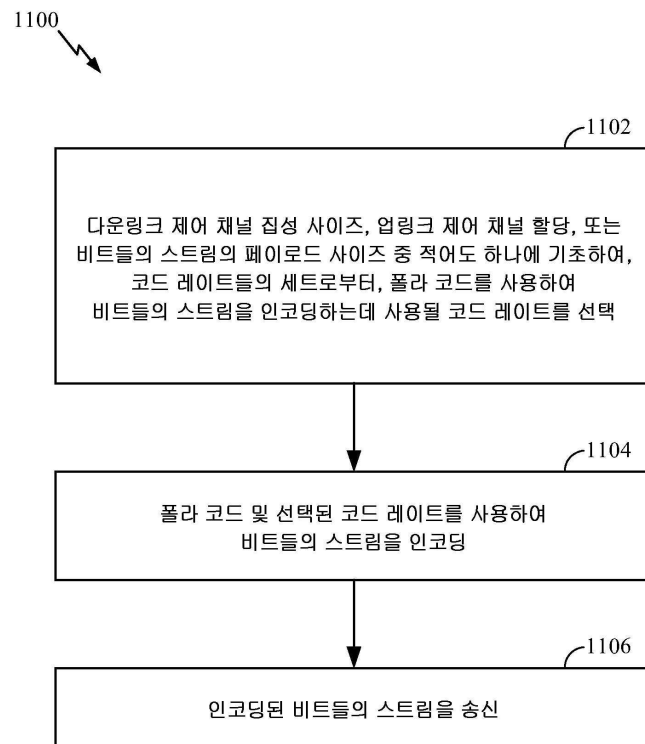 1100
1102
다운링크 제어 채널 집성 사이즈, 업링크 제어 채널 할당, 또는
비트들의 스트림의 페이로드 사이즈 중 적어도 하나에 기초하여,
코드 레이트들의 세트로부터, 폴라 코드를 사용하여
비트들의 스트림을 인코딩하는데 사용될 코드 레이트를 선택
1104
폴라 코드 및 선택된 코드 레이트를 사용하여
비트들의 스트림을 인코딩
1106
인코딩된 비트들의 스트림을 송신